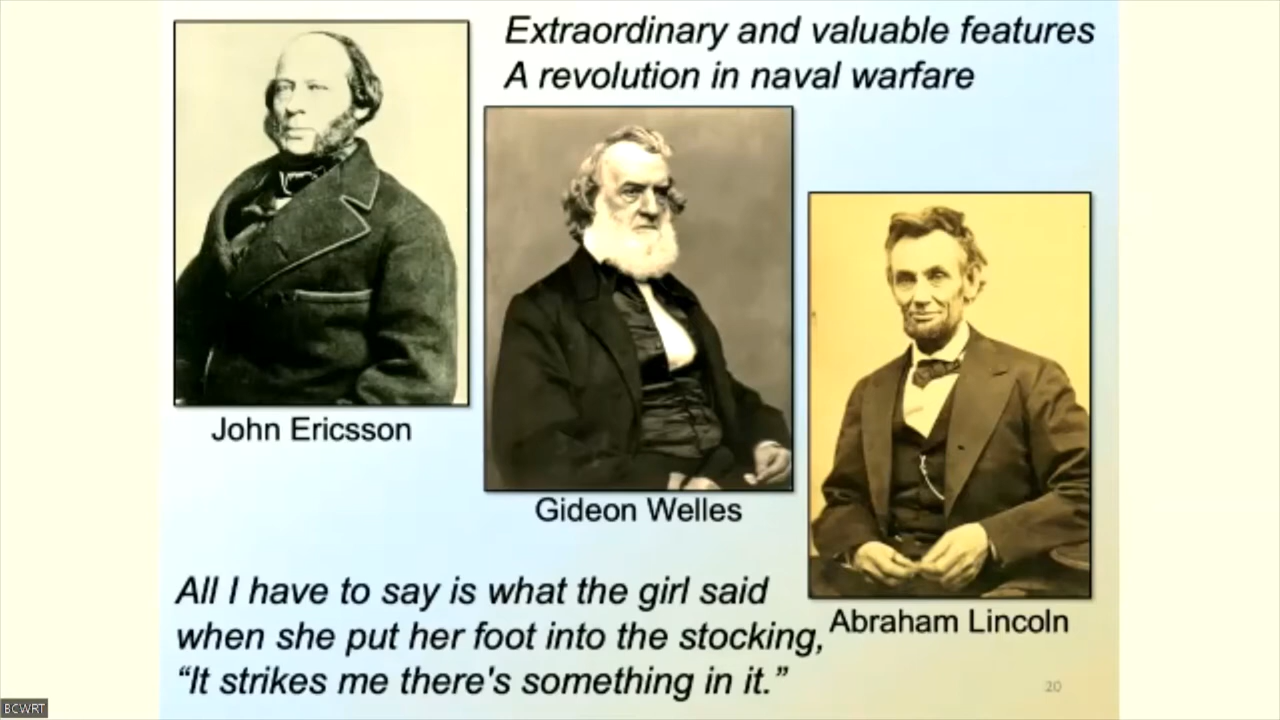 Extraordinary and valuable features
A revolution in naval warfare
John Ericsson
Gideon Welles
Abraham Lincoln
All I have to say is what the girl said
when she put her foot into the stocking,
“It strikes me there's something in it.”
20
BCWRT